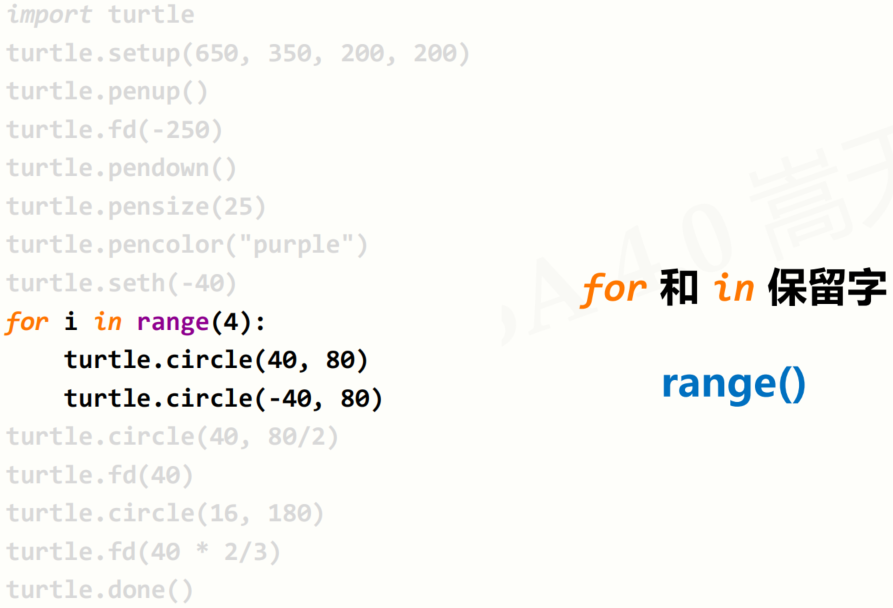 import turtle
turtle.setup(650, 350, 200, 200)
turtle.penup()
turtle.fd(-250)
turtle.pendown()
turtle.pensize(25)
turtle.pencolor("purple")
turtle.seth(-40)
for i in range(4):
    turtle.circle(40, 80)
    turtle.circle(-40, 80)
turtle.circle(40, 80/2)
turtle.fd(40)
turtle.circle(16, 180)
turtle.fd(40 * 2/3)
turtle.done()
for 和 in 保留字
range()